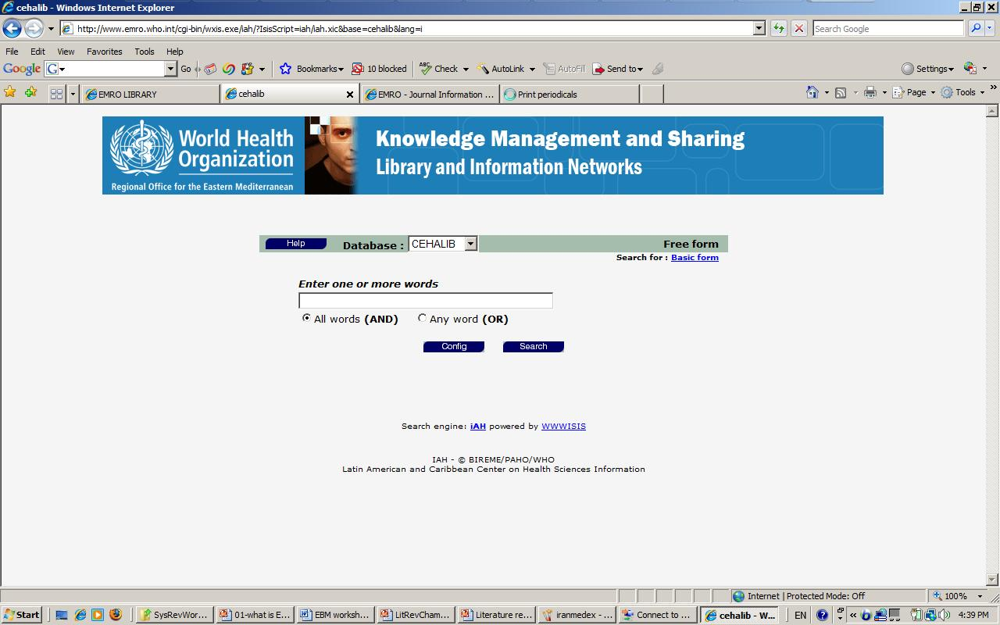 cehalib - Windows Internet Explorer
http://www.emro.who.int/cgi-bin/wxis.exe/iah/?IsisScript=iah/iah.xic&base=cehalib&lang=i
Search Google
File Edit View Favorites Tools Help
Google G Go Bookmarks 10 blocked ABC Check AutoLink AutoFill Send to Settings
EMRO LIBRARY cehalib EMRO - Journal Information ... Print periodicals Page Tools
World Health
Organization
Regional Office for the Eastern Mediterranean
Knowledge Management and Sharing
Library and Information Networks
Help Database : CEHALIB Free form
Search for : Basic form
Enter one or more words
All words (AND) Any word (OR)
Config Search
Search engine: iAH powered by WWWISIS
IAH - © BIREME/PAHO/WHO
Latin American and Caribbean Center on Health Sciences Information
Internet | Protected Mode: Off 100%
Start SysRevWor... 01-what is E... EBM worksh... LitRevCham... Literature re... iranmedex - ... Connect to ... cehalib - W... EN 4:39 PM